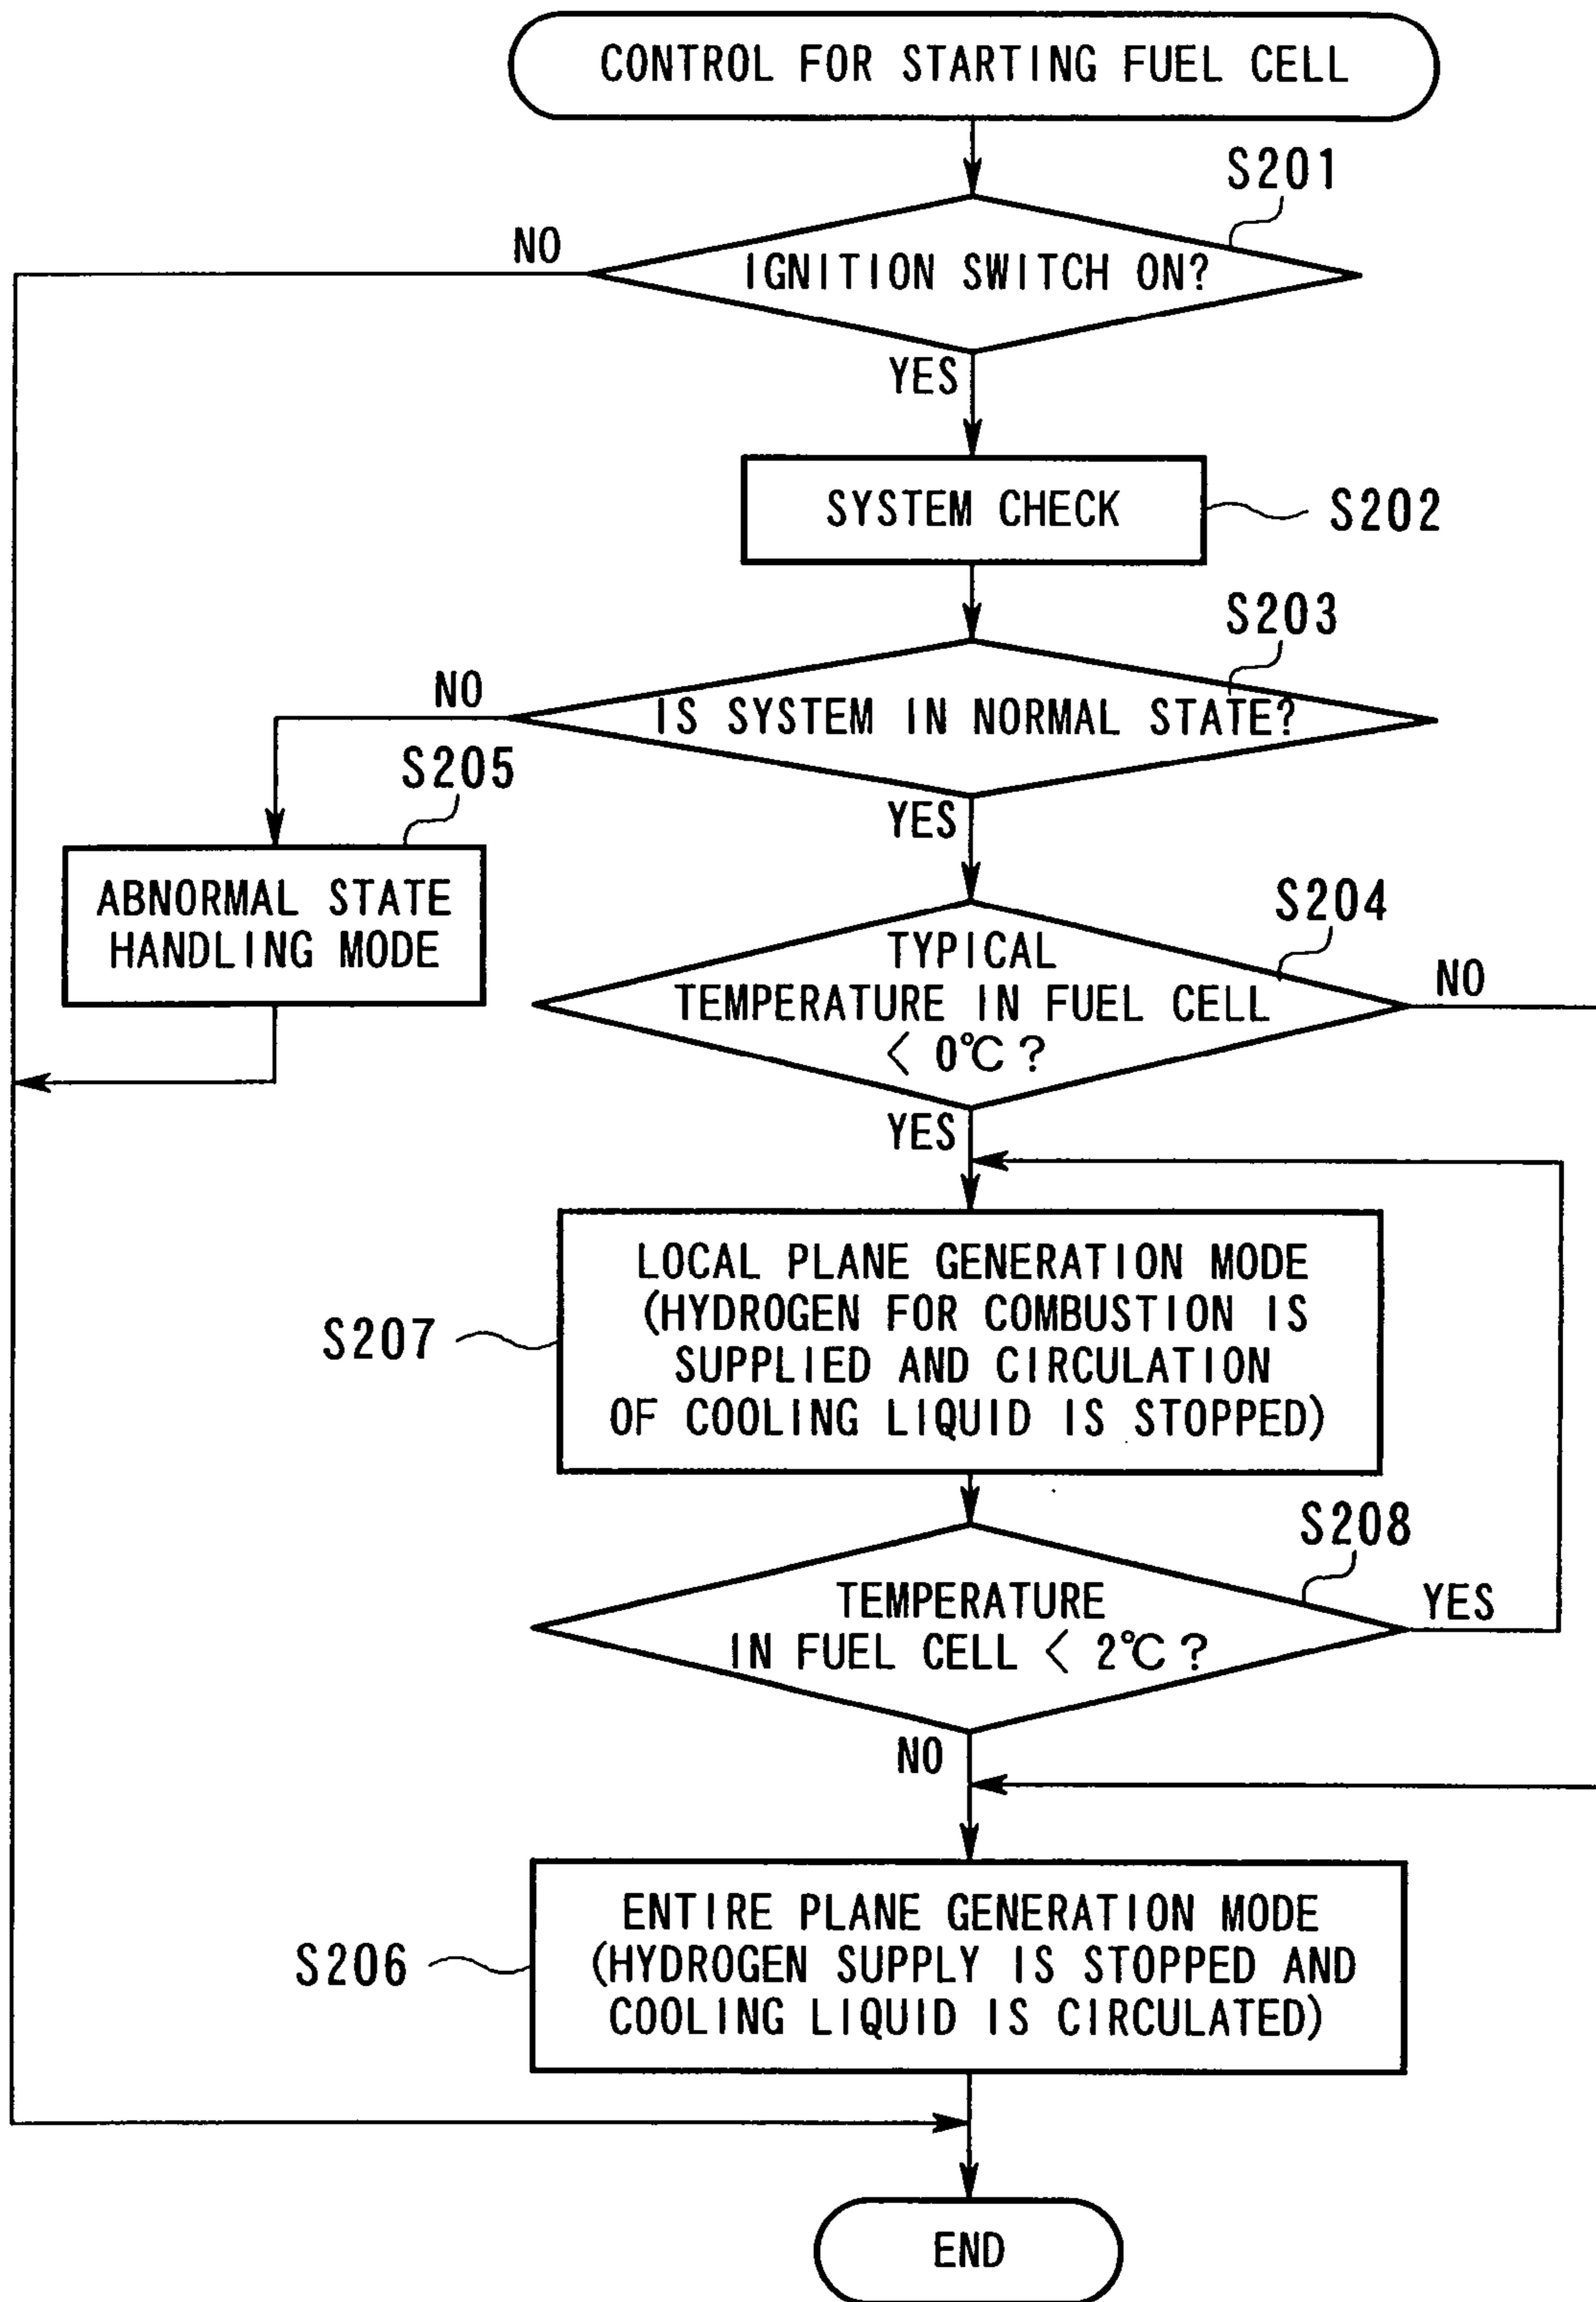 CONTROL FOR STARTING FUEL CELL
S201
NO
IGNITION SWITCH ON?
YES
SYSTEM CHECK
S202
S203
NO
IS SYSTEM IN NORMAL STATE?
S205
YES
ABNORMAL STATE
HANDLING MODE
S204
TYPICAL
TEMPERATURE IN FUEL CELL
< 0℃?
NO
YES
LOCAL PLANE GENERATION MODE
(HYDROGEN FOR COMBUSTION IS
SUPPLIED AND CIRCULATION
OF COOLING LIQUID IS STOPPED)
S207
S208
TEMPERATURE
IN FUEL CELL < 2℃?
YES
NO
ENTIRE PLANE GENERATION MODE
(HYDROGEN SUPPLY IS STOPPED AND
COOLING LIQUID IS CIRCULATED)
S206
END